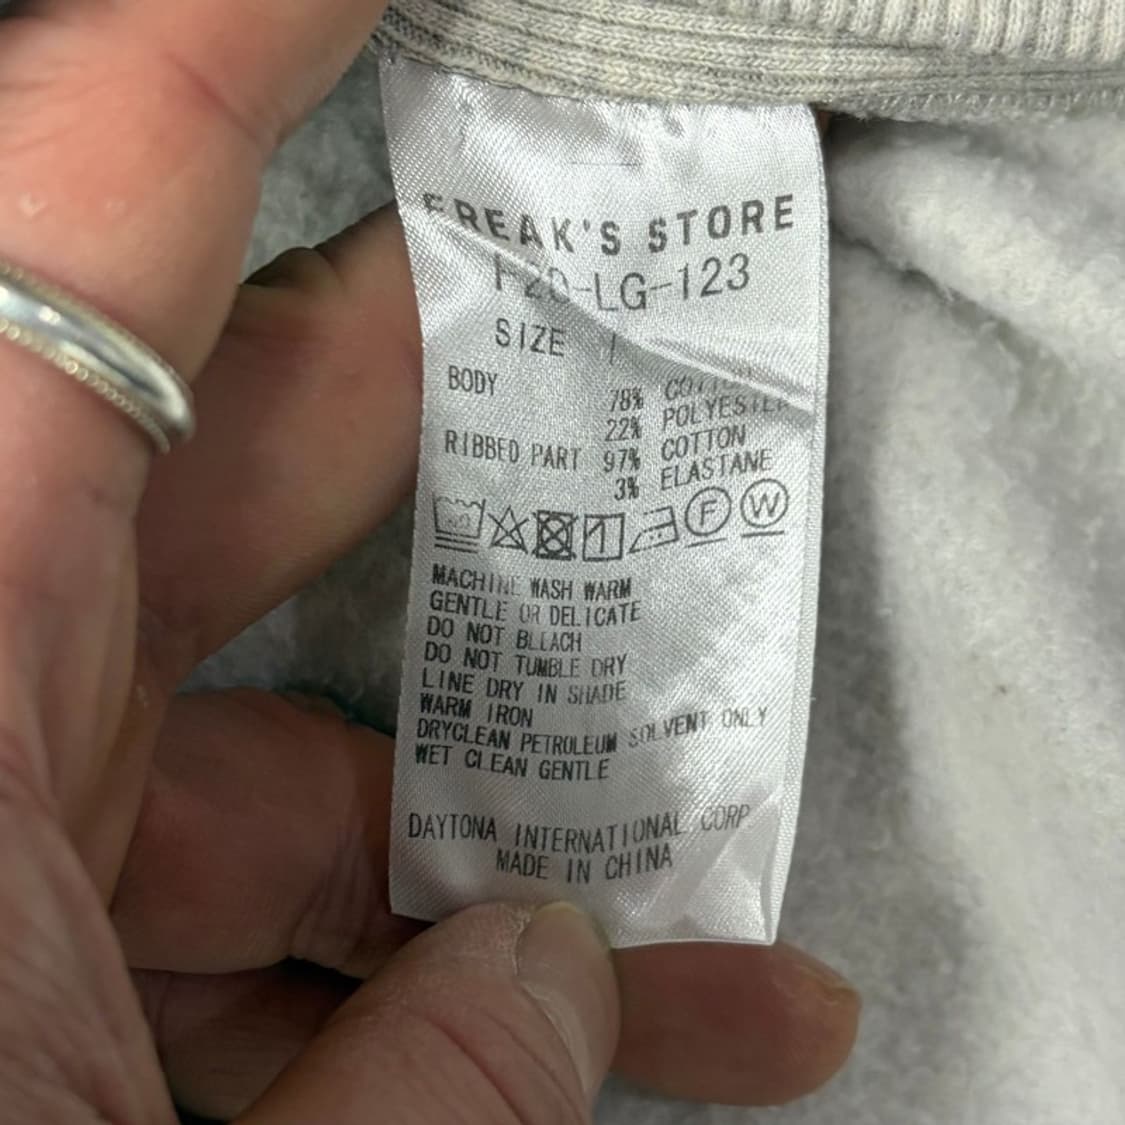 FREAK'S STORE
-LG-123
SIZE
BODY 78% COTTON
22% POLYESTER
RIBBED PART 97% COTTON
3% ELASTANE
F W
MACHINE WASH WARM
GENTLE OR DELICATE
DO NOT BLEACH
DO NOT TUMBLE DRY
LINE DRY IN SHADE
WARM IRON
DRYCLEAN PETROLEUM SOLVENT ONLY
WET CLEAN GENTLE
DAYTONA INTERNATIONAL CORP.
MADE IN CHINA